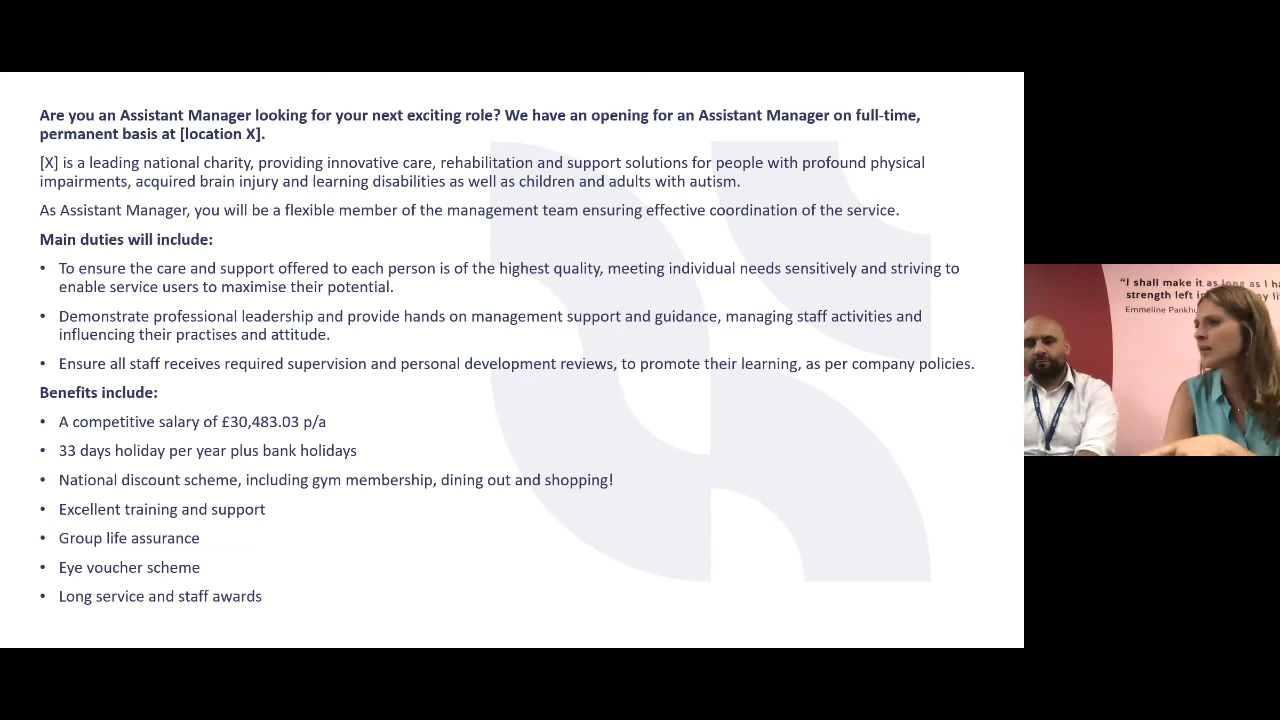 Are you an Assistant Manager looking for your next exciting role? We have an opening for an Assistant Manager on full-time,
permanent basis at [location X].
[X] is a leading national charity, providing innovative care, rehabilitation and support solutions for people with profound physical
impairments, acquired brain injury and learning disabilities as well as children and adults with autism.
As Assistant Manager, you will be a flexible member of the management team ensuring effective coordination of the service.
Main duties will include:
• To ensure the care and support offered to each person is of the highest quality, meeting individual needs sensitively and striving to
enable service users to maximise their potential.
• Demonstrate professional leadership and provide hands on management support and guidance, managing staff activities and
influencing their practises and attitude.
• Ensure all staff receives required supervision and personal development reviews, to promote their learning, as per company policies.
Benefits include:
• A competitive salary of £30,483.03 p/a
• 33 days holiday per year plus bank holidays
• National discount scheme, including gym membership, dining out and shopping!
• Excellent training and support
• Group life assurance
• Eye voucher scheme
• Long service and staff awards
"I shall make it as long as I ha
strength left
Emmeline